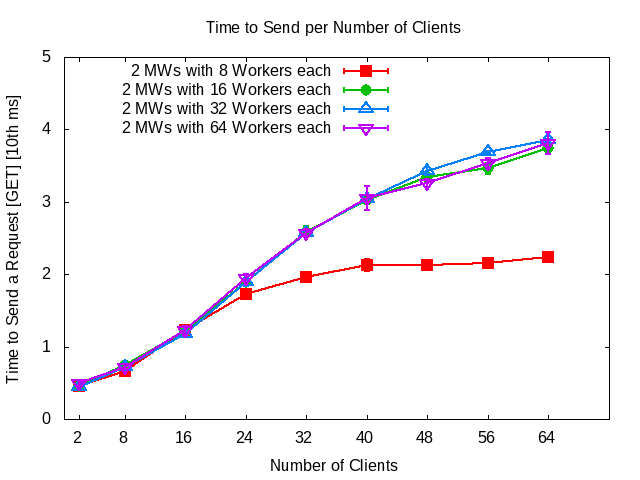 Time to Send per Number of Clients
2 MWs with 8 Workers each
2 MWs with 16 Workers each
2 MWs with 32 Workers each
2 MWs with 64 Workers each
Time to Send a Request [GET] [10th ms]
5
4
3
2
1
0
2 8 16 24 32 40 48 56 64
Number of Clients